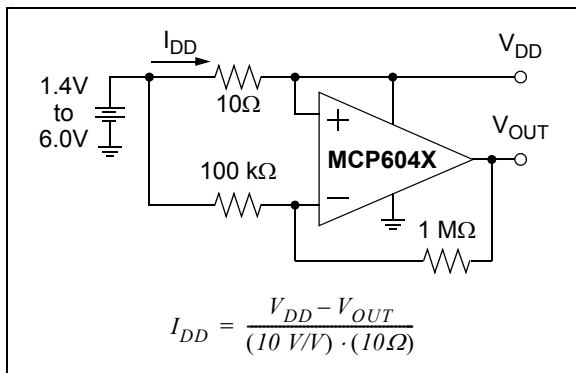 I_DD
V_DD
1.4V
to
6.0V
10Ω
V_OUT
+
MCP604X
100 kΩ
–
1 MΩ
I_DD = (V_DD – V_OUT) / ((10 V/V) · (10Ω))